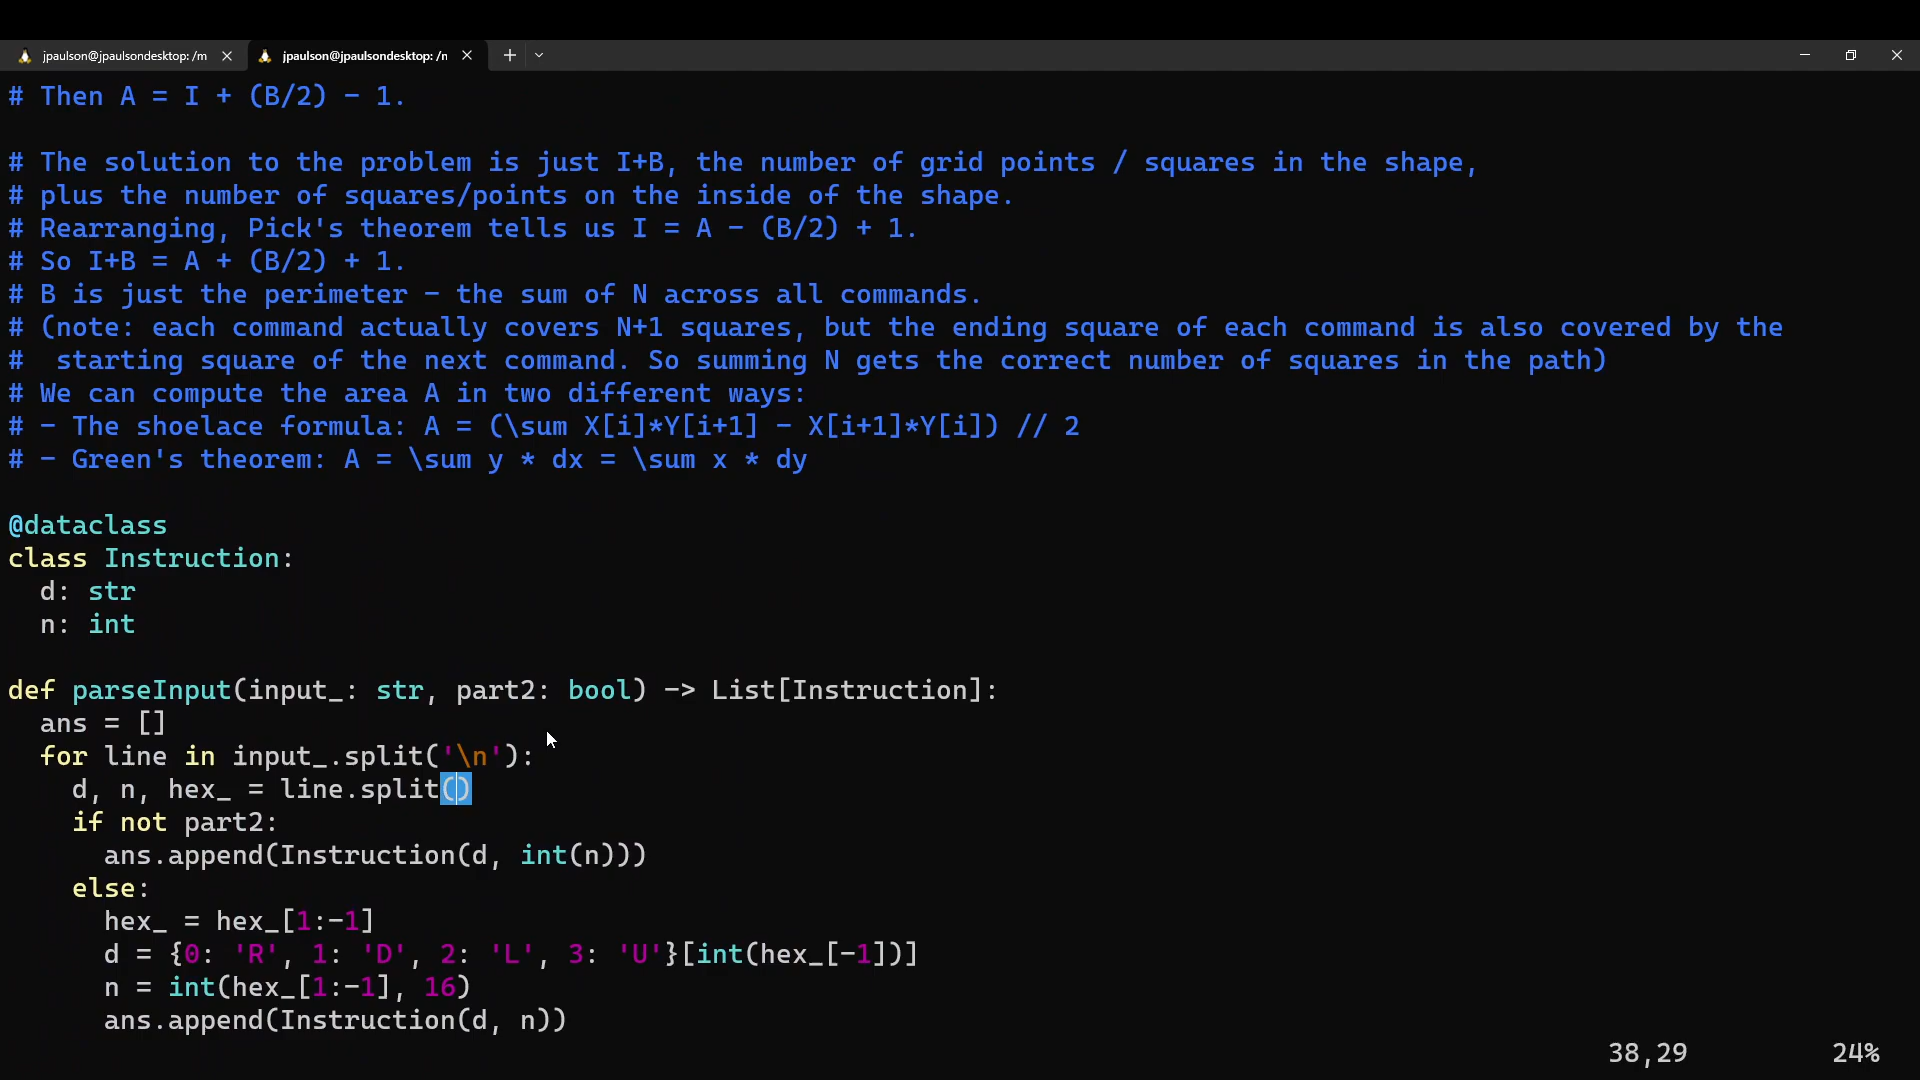 jpaulson@jpaulsondesktop: /m
jpaulson@jpaulsondesktop: /n
# Then A = I + (B/2) - 1.
# The solution to the problem is just I+B, the number of grid points / squares in the shape,
# plus the number of squares/points on the inside of the shape.
# Rearranging, Pick's theorem tells us I = A - (B/2) + 1.
# So I+B = A + (B/2) + 1.
# B is just the perimeter - the sum of N across all commands.
# (note: each command actually covers N+1 squares, but the ending square of each command is also covered by the
#  starting square of the next command. So summing N gets the correct number of squares in the path)
# We can compute the area A in two different ways:
# - The shoelace formula: A = (\sum X[i]*Y[i+1] - X[i+1]*Y[i]) // 2
# - Green's theorem: A = \sum y * dx = \sum x * dy
@dataclass
class Instruction:
  d: str
  n: int
def parseInput(input_: str, part2: bool) -> List[Instruction]:
  ans = []
  for line in input_.split('\n'):
    d, n, hex_ = line.split()
    if not part2:
      ans.append(Instruction(d, int(n)))
    else:
      hex_ = hex_[1:-1]
      d = {0: 'R', 1: 'D', 2: 'L', 3: 'U'}[int(hex_[-1])]
      n = int(hex_[1:-1], 16)
      ans.append(Instruction(d, n))
38,29 24%